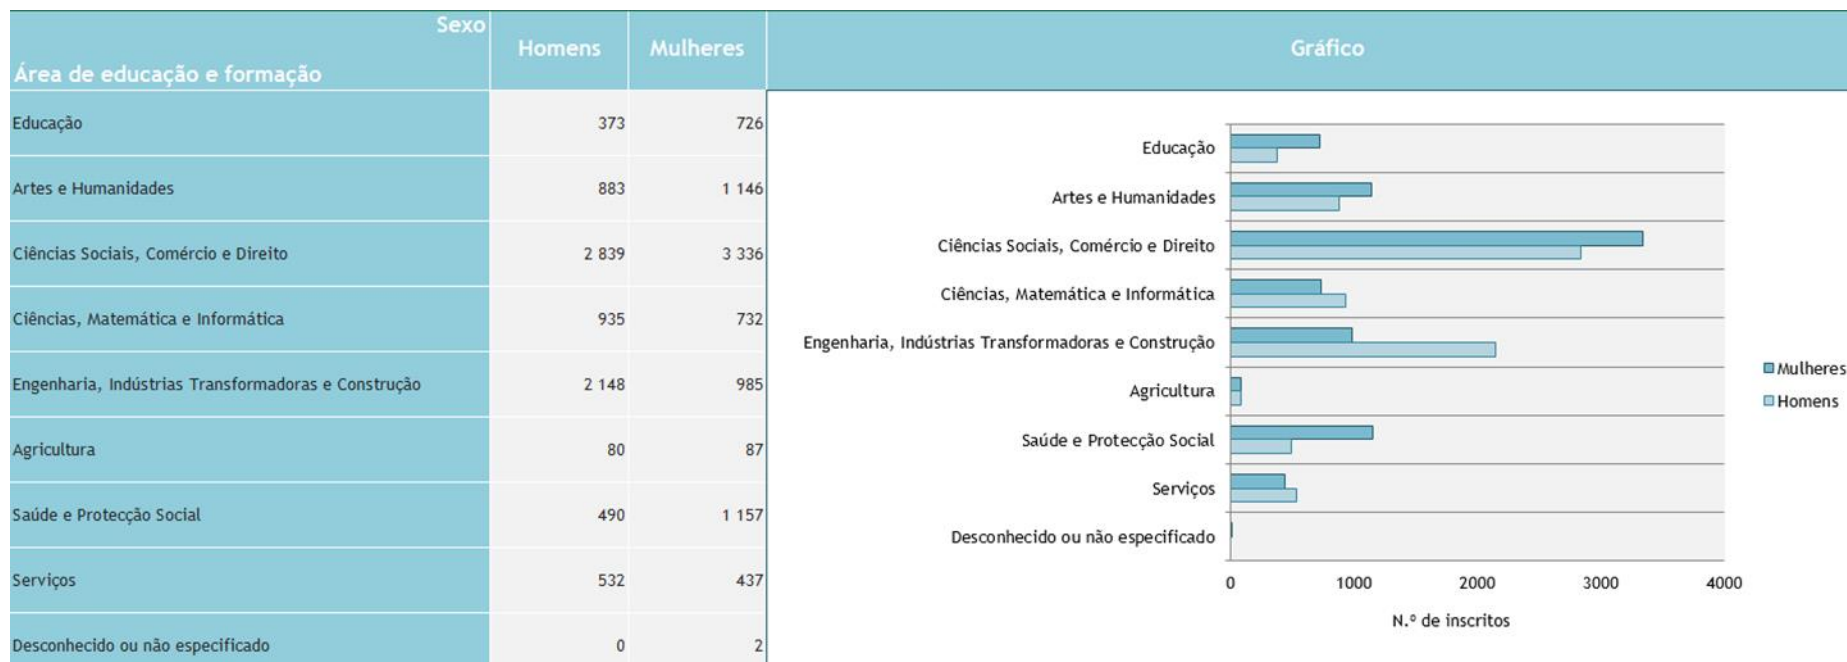 Sexo
Área de educação e formação
Homens
Mulheres
Gráfico
Educação 373 726
Artes e Humanidades 883 1 146
Ciências Sociais, Comércio e Direito 2 839 3 336
Ciências, Matemática e Informática 935 732
Engenharia, Indústrias Transformadoras e Construção 2 148 985
Agricultura 80 87
Saúde e Protecção Social 490 1 157
Serviços 532 437
Desconhecido ou não especificado 0 2
Educação
Artes e Humanidades
Ciências Sociais, Comércio e Direito
Ciências, Matemática e Informática
Engenharia, Indústrias Transformadoras e Construção
Agricultura
Saúde e Protecção Social
Serviços
Desconhecido ou não especificado
0 1000 2000 3000 4000
N.º de inscritos
Mulheres
Homens